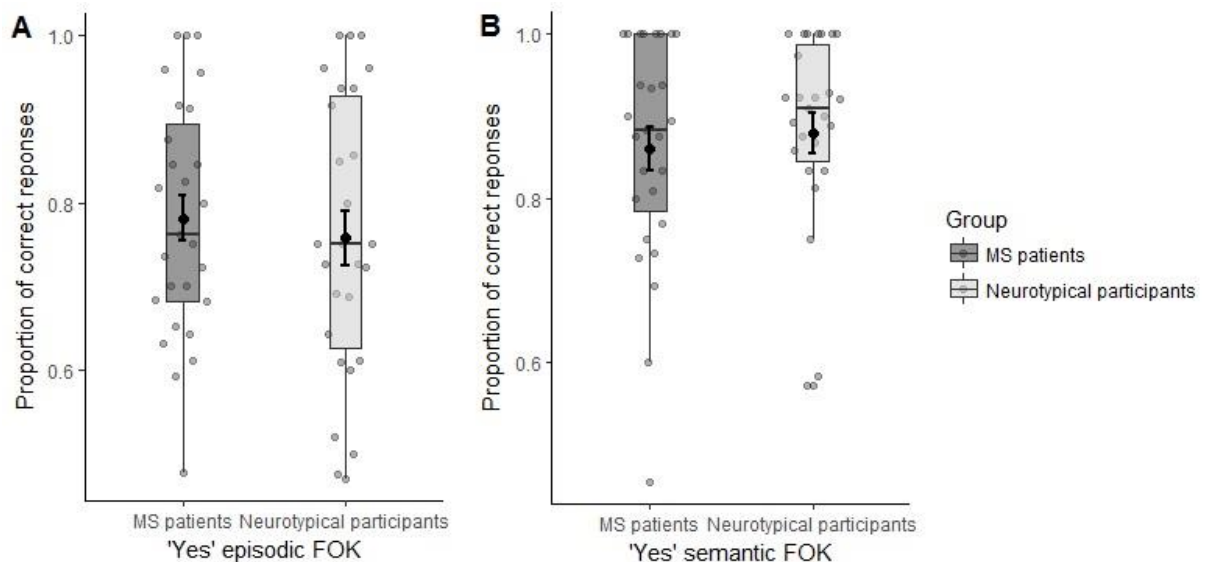 A
Proportion of correct reponses
1.0
0.8
0.6
MS patients
Neurotypical participants
'Yes' episodic FOK
B
Proportion of correct reponses
1.0
0.8
0.6
MS patients
Neurotypical participants
'Yes' semantic FOK
Group
MS patients
Neurotypical participants